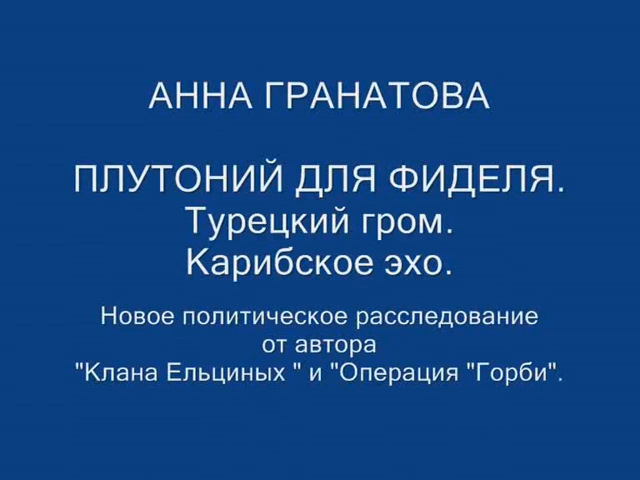 АННА ГРАНАТОВА
ПЛУТОНИЙ ДЛЯ ФИДЕЛЯ.
Турецкий гром.
Карибское эхо.
Новое политическое расследование
от автора
"Клана Ельциных " и "Операция "Горби".